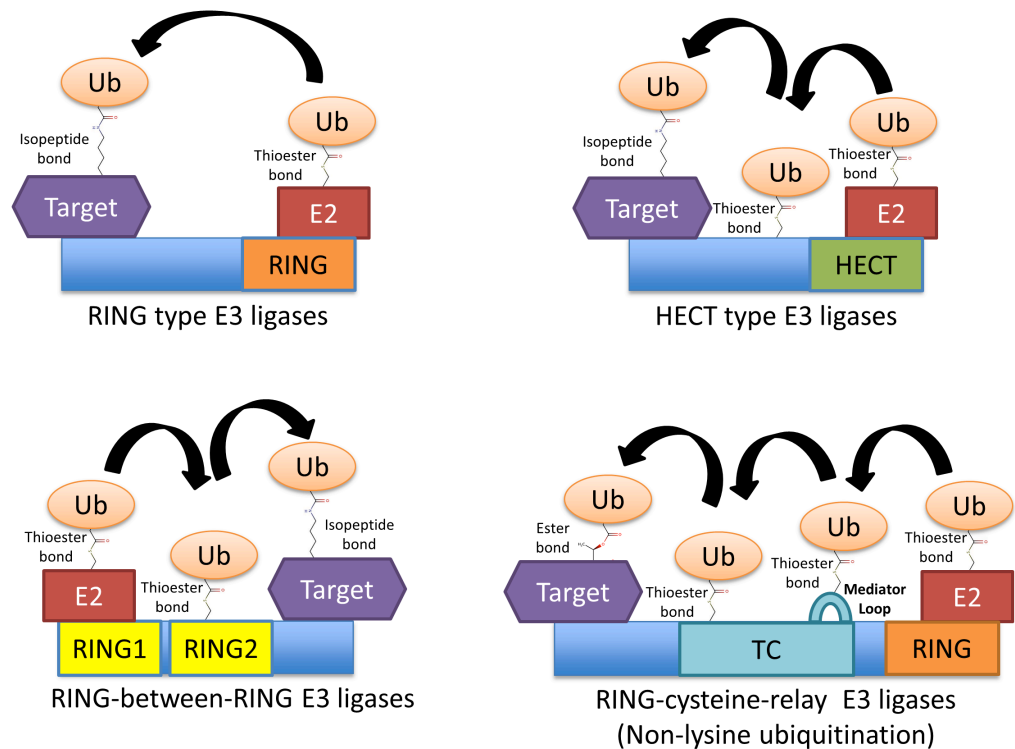 Ub
Isopeptide
bond
Target
Ub
Thioester
bond
E2
RING
RING type E3 ligases
Ub
Isopeptide
bond
Target
Ub
Thioester
bond
Ub
Thioester
bond
E2
HECT
HECT type E3 ligases
Ub
Thioester
bond
E2
Ub
Thioester
bond
Ub
Isopeptide
bond
Target
RING1
RING2
RING-between-RING E3 ligases
Ub
Ester
bond
H₃C
Target
Ub
Thioester
bond
Ub
Thioester
bond
Mediator
Loop
Ub
Thioester
bond
E2
TC
RING
RING-cysteine-relay E3 ligases
(Non-lysine ubiquitination)